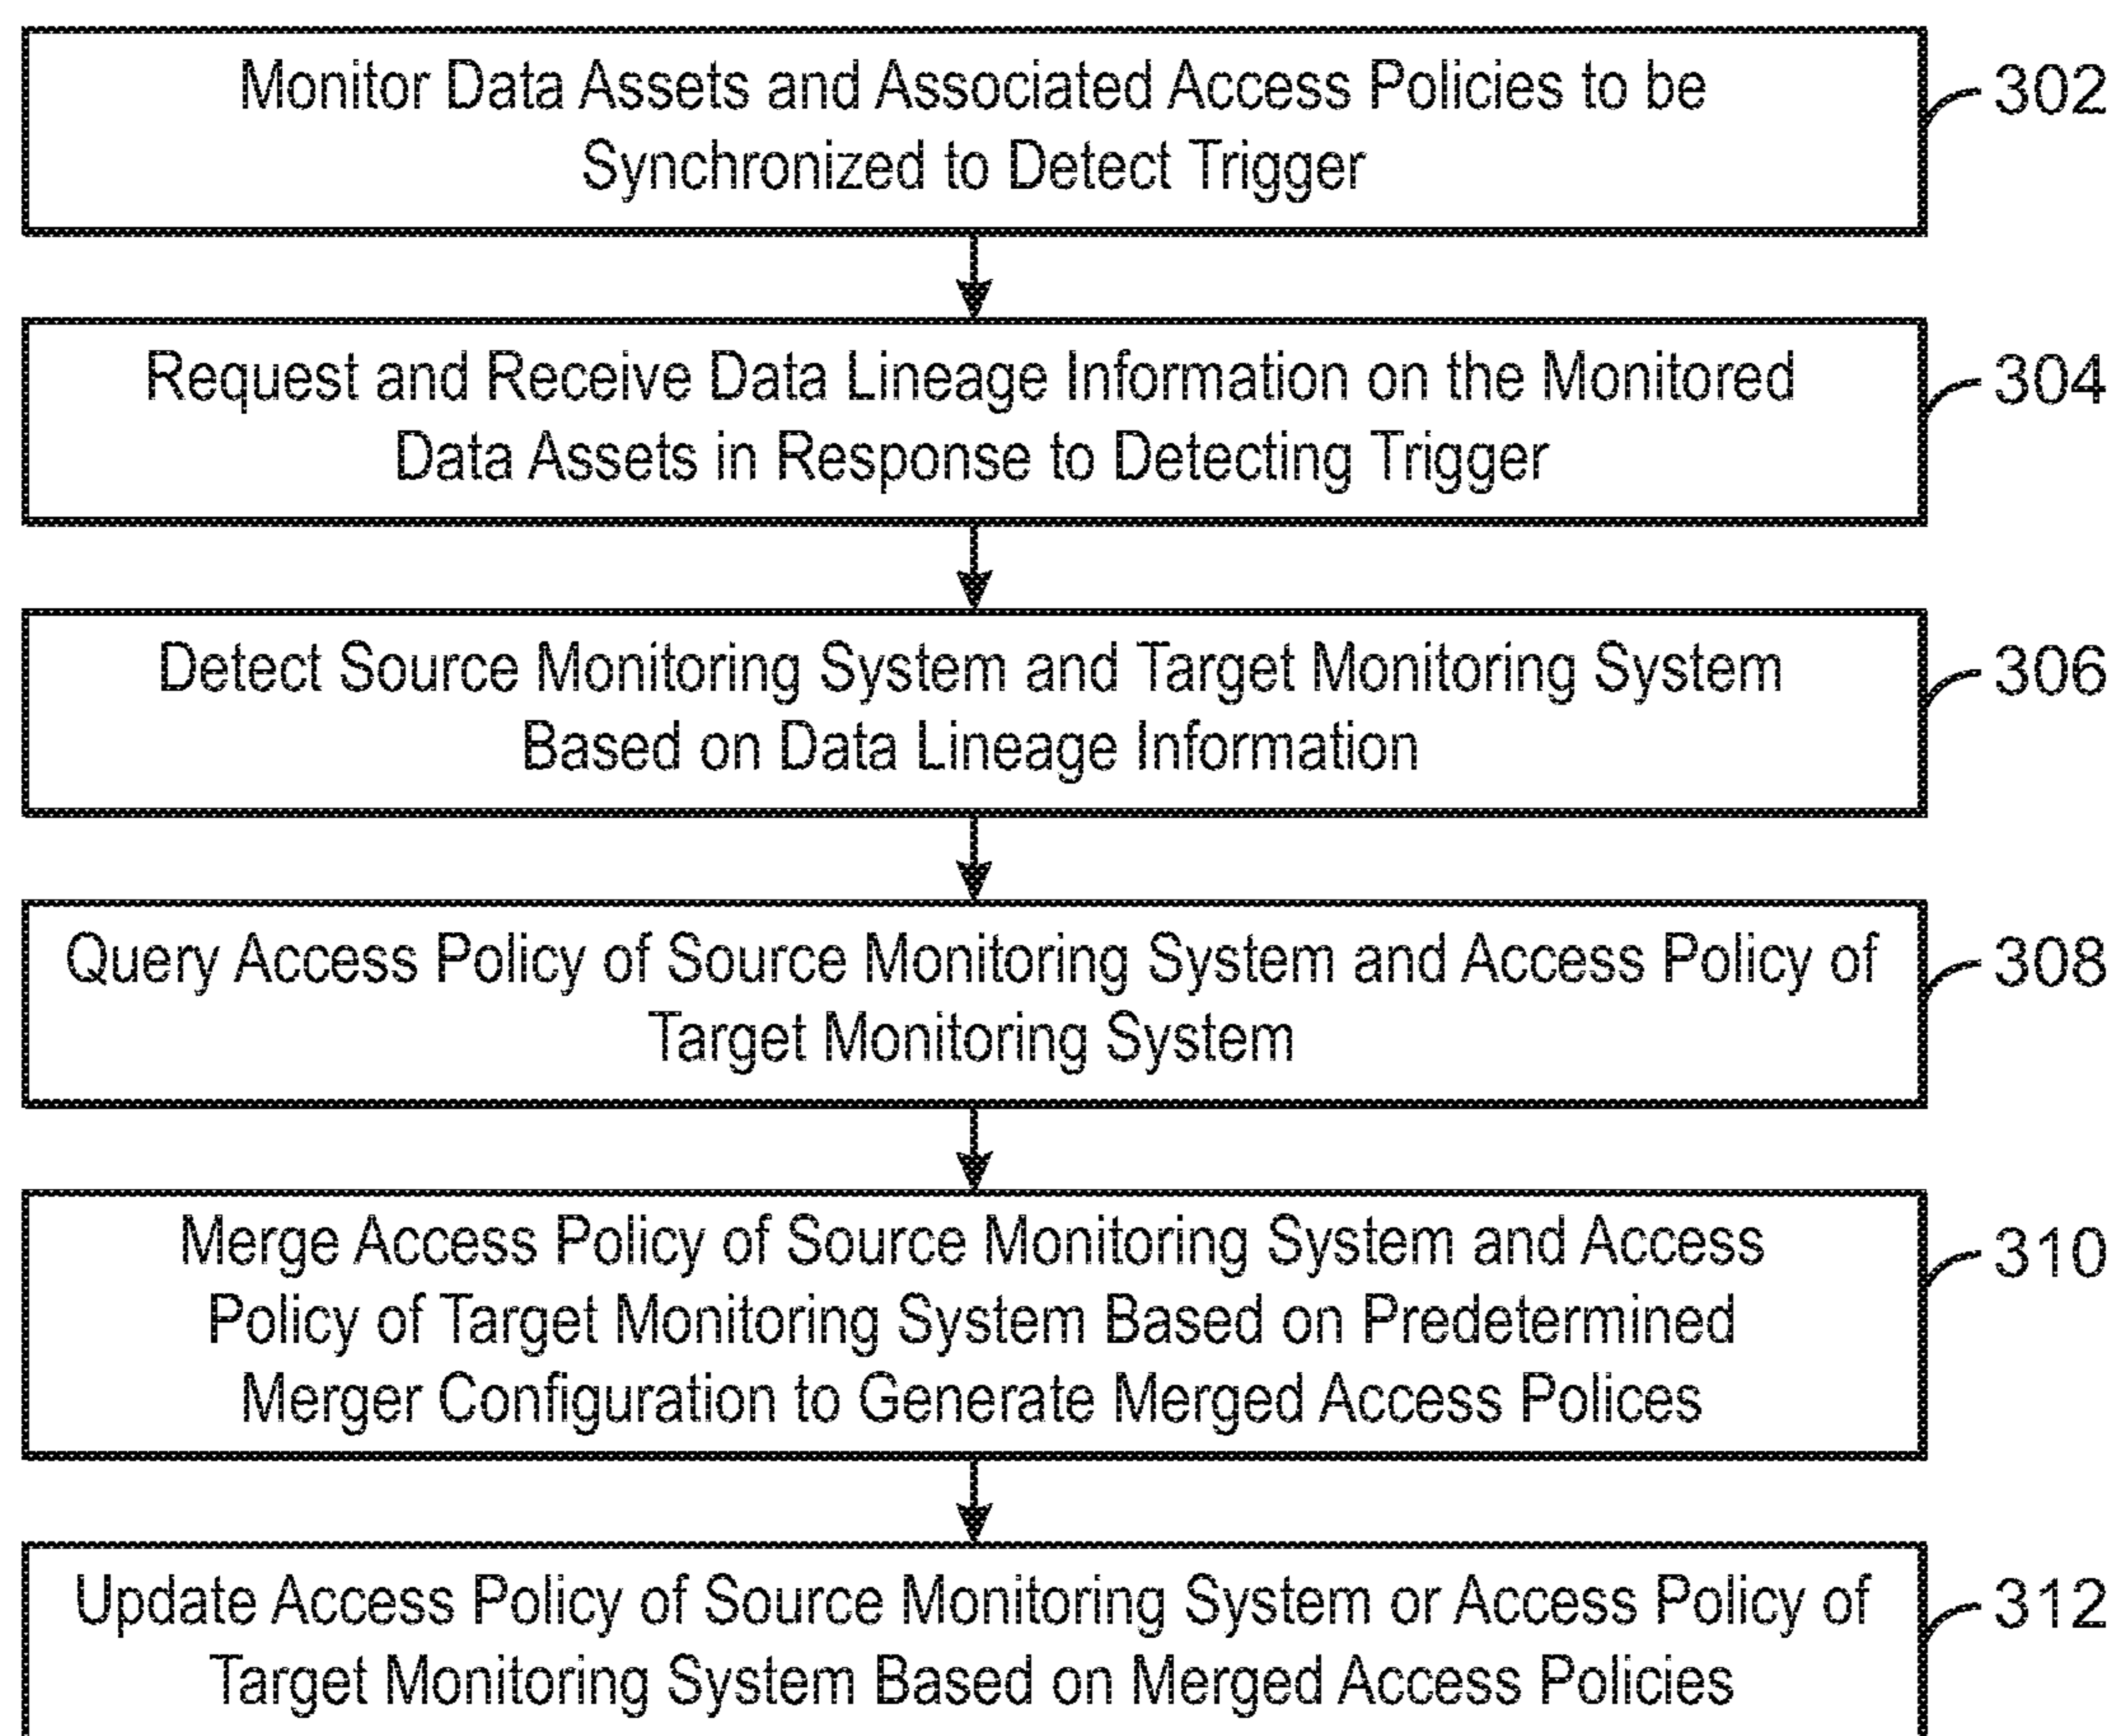 Monitor Data Assets and Associated Access Policies to be
Synchronized to Detect Trigger
302
Request and Receive Data Lineage Information on the Monitored
Data Assets in Response to Detecting Trigger
304
Detect Source Monitoring System and Target Monitoring System
Based on Data Lineage Information
306
Query Access Policy of Source Monitoring System and Access Policy of
Target Monitoring System
308
Merge Access Policy of Source Monitoring System and Access
Policy of Target Monitoring System Based on Predetermined
Merger Configuration to Generate Merged Access Polices
310
Update Access Policy of Source Monitoring System or Access Policy of
Target Monitoring System Based on Merged Access Policies
312